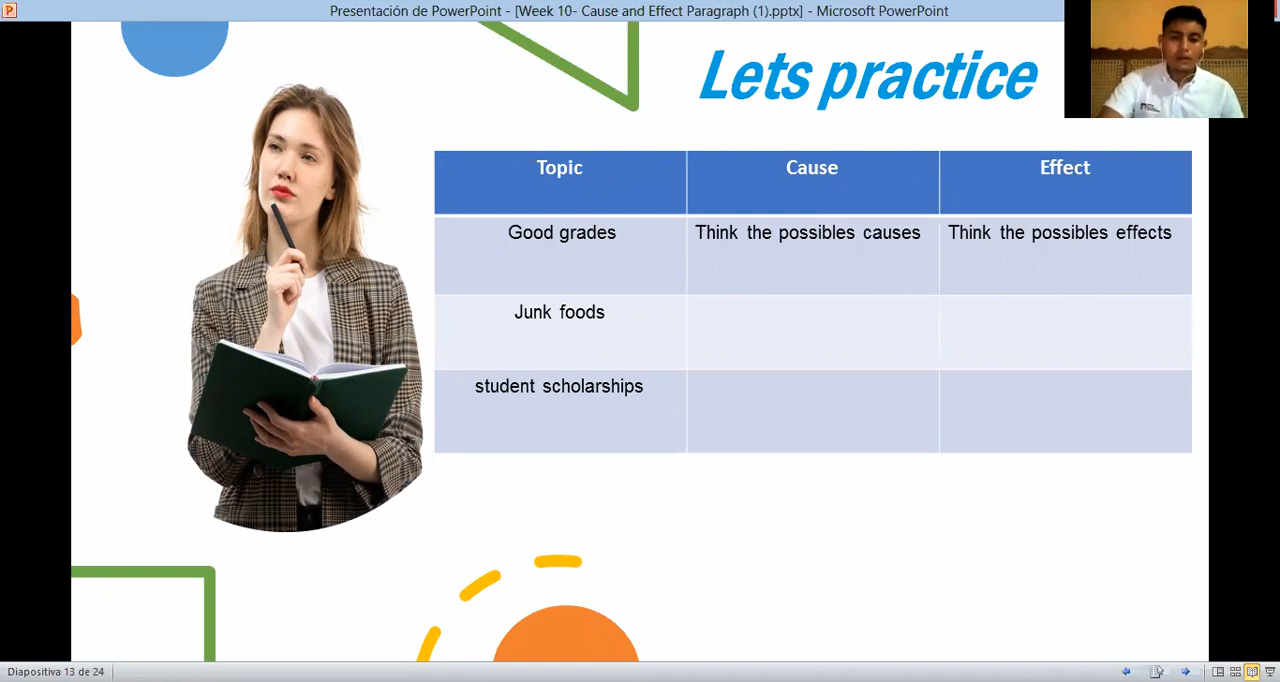 Presentación de PowerPoint - [Week 10- Cause and Effect Paragraph (1).pptx] - Microsoft PowerPoint
Lets practice
Topic Cause Effect
Good grades Think the possibles causes Think the possibles effects
Junk foods
student scholarships
Diapositiva 13 de 24